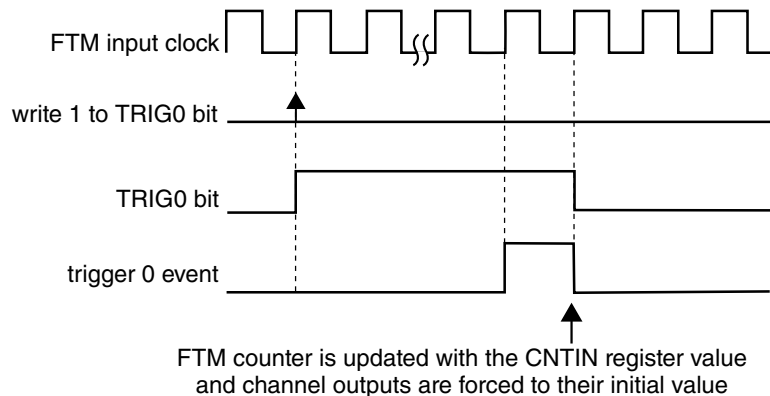 FTM input clock
write 1 to TRIG0 bit
TRIG0 bit
trigger 0 event
FTM counter is updated with the CNTIN register value
and channel outputs are forced to their initial value